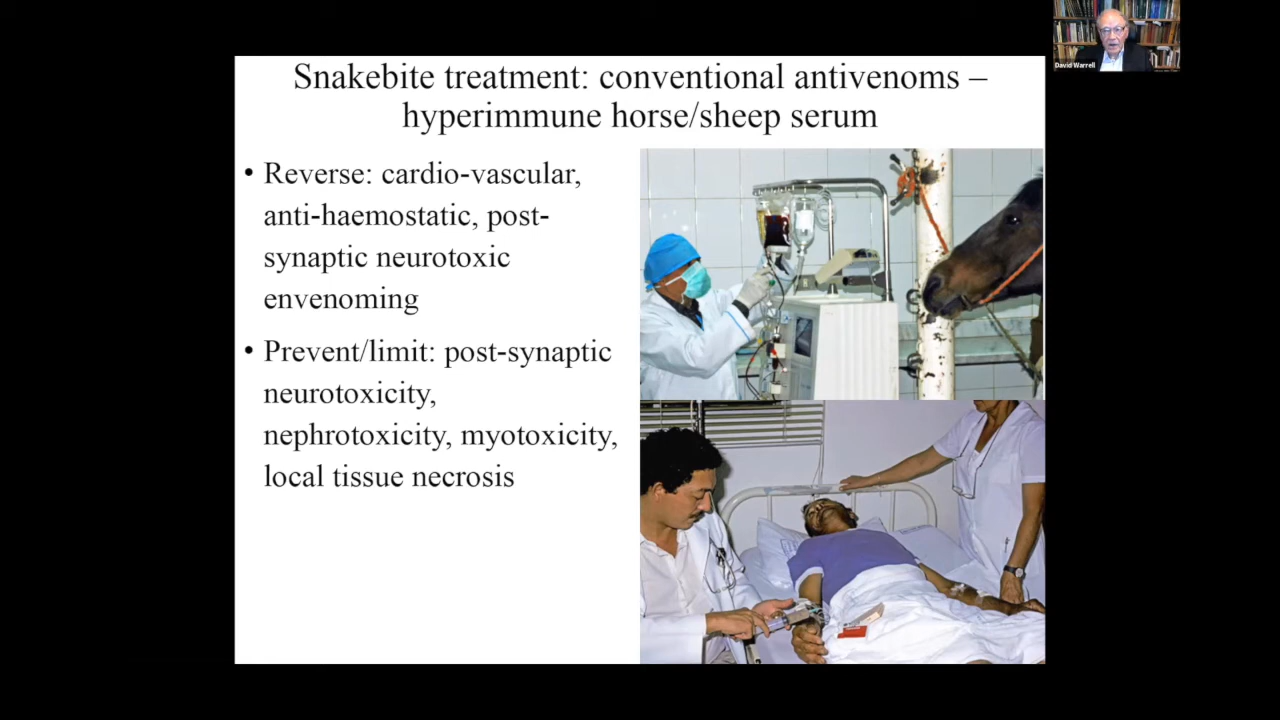 David Warrell
Snakebite treatment: conventional antivenoms –
hyperimmune horse/sheep serum
• Reverse: cardio-vascular,
anti-haemostatic, post-
synaptic neurotoxic
envenoming
• Prevent/limit: post-synaptic
neurotoxicity,
nephrotoxicity, myotoxicity,
local tissue necrosis